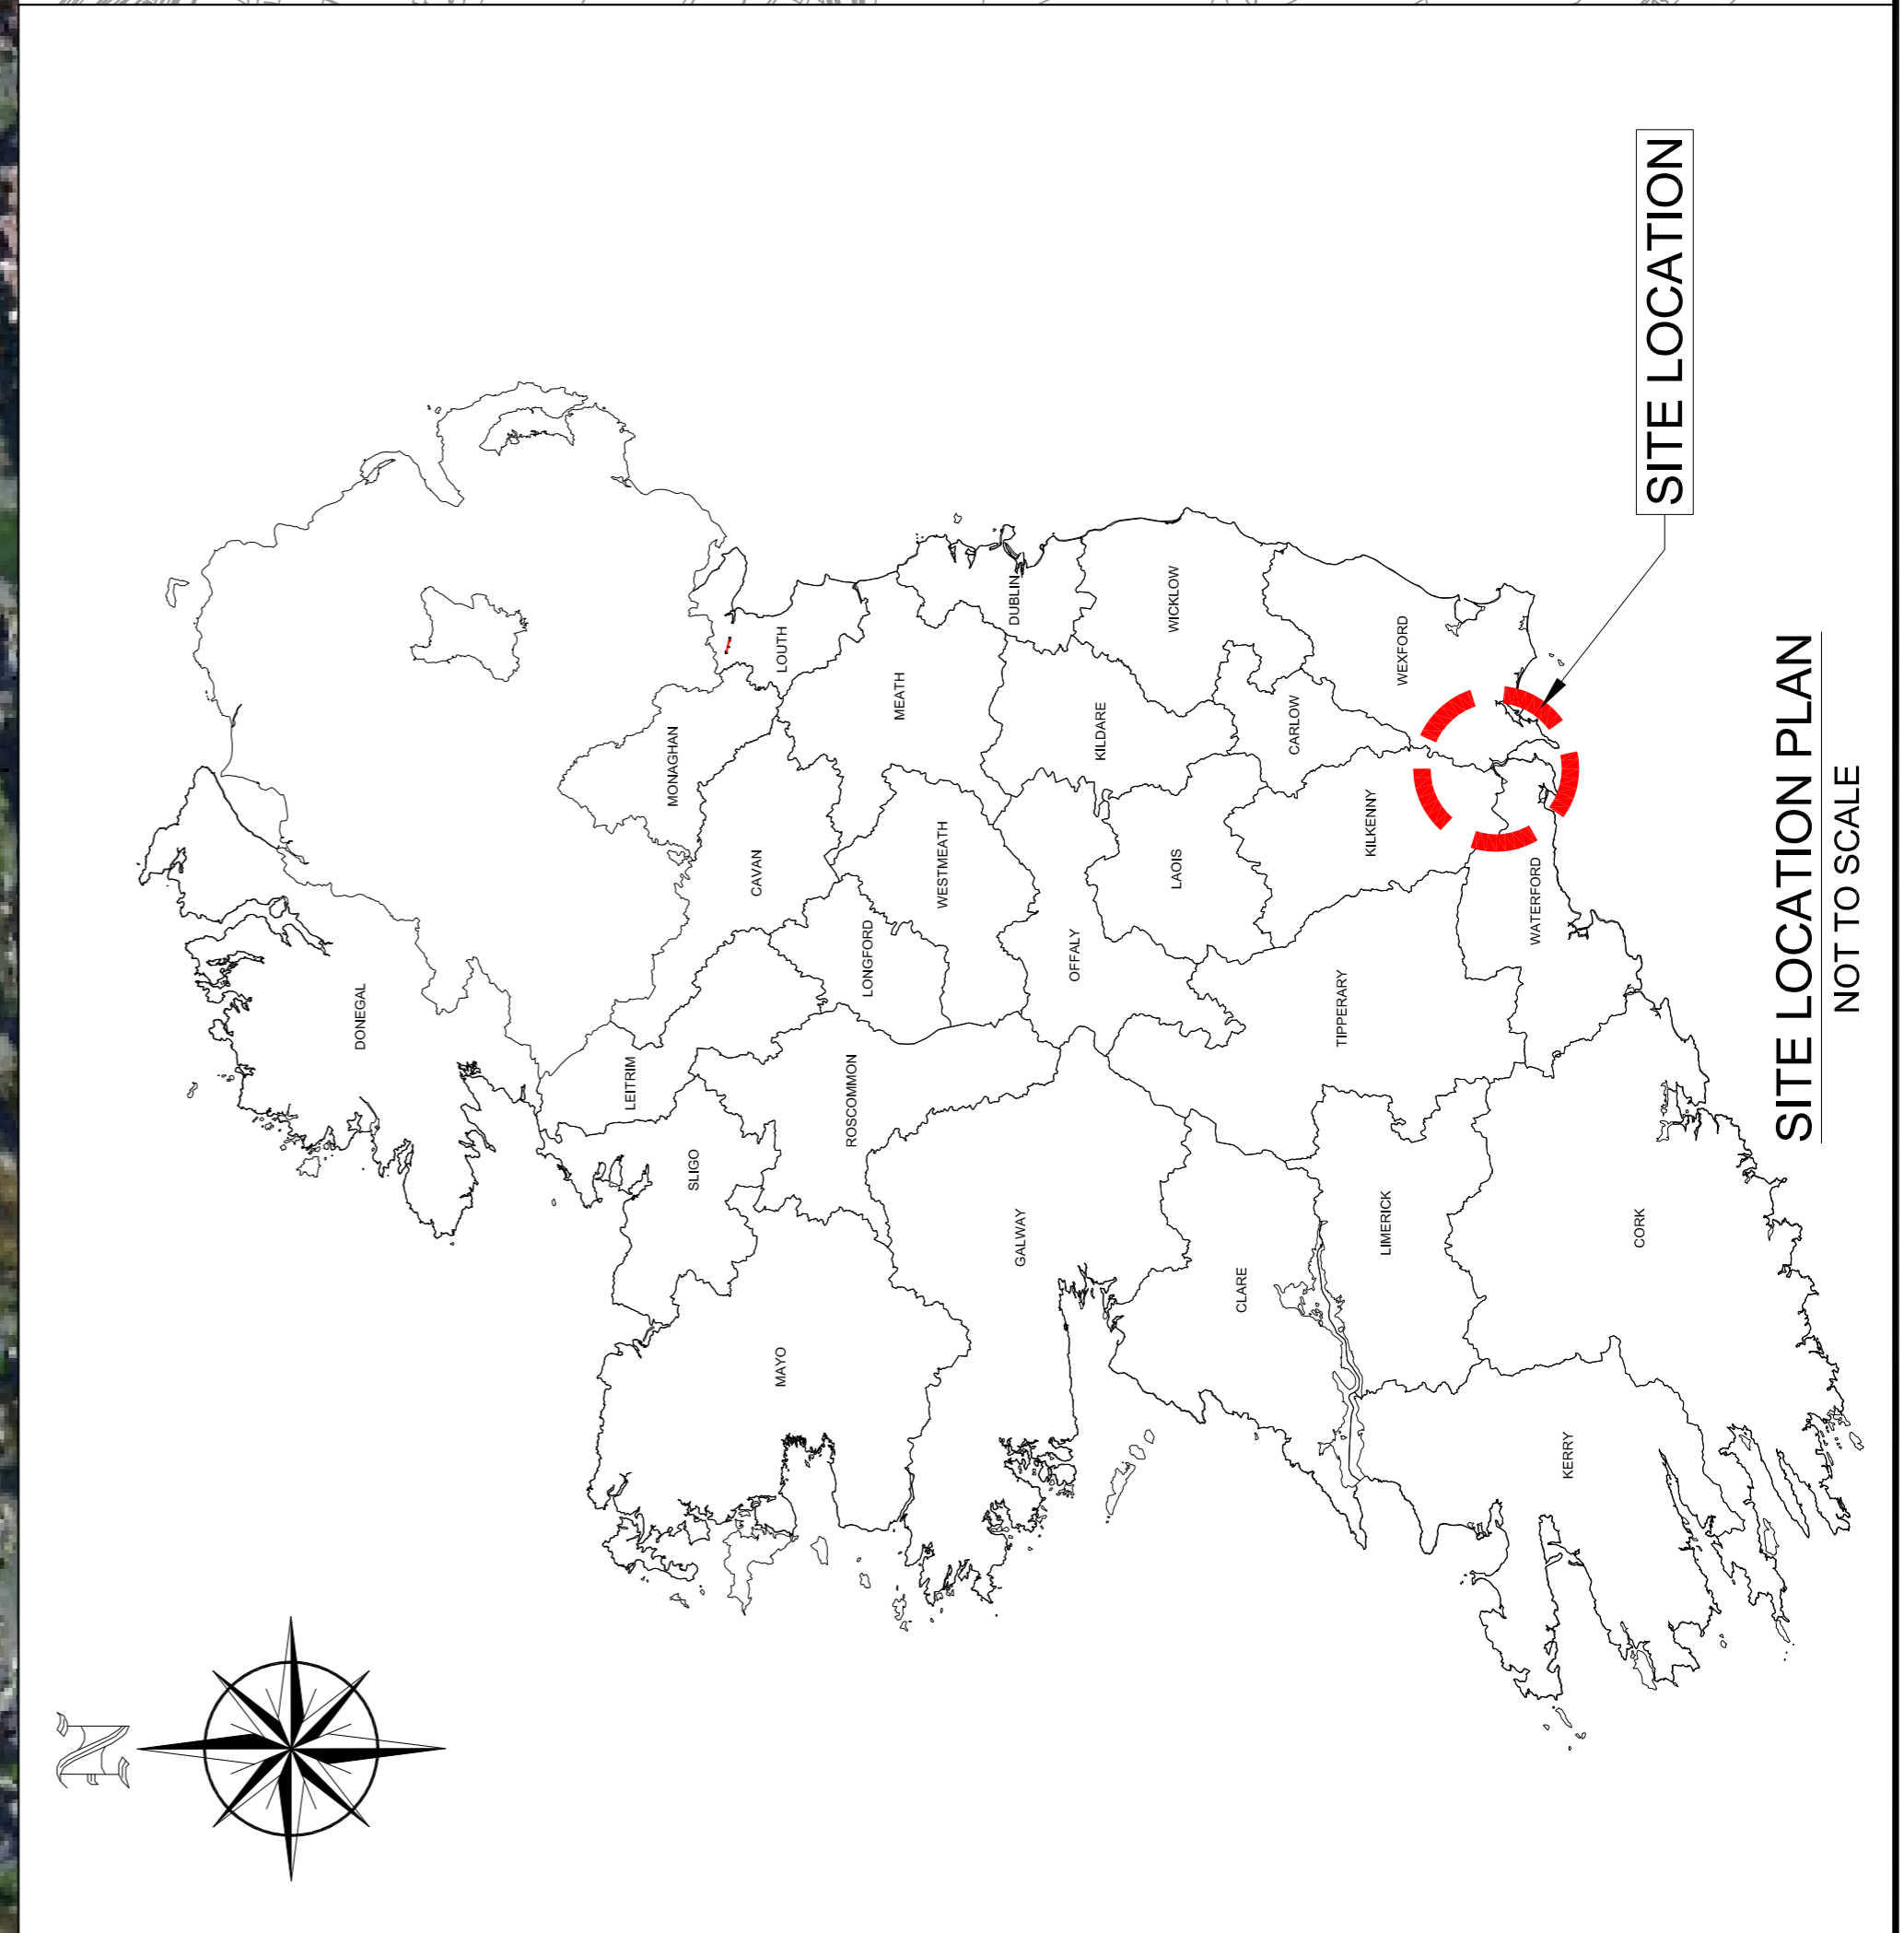 N
SITE LOCATION
DONEGAL
MONAGHAN
LOUTH
CAVAN
LEITRIM
SLIGO
MAYO
ROSCOMMON
LONGFORD
WESTMEATH
MEATH
DUBLIN
GALWAY
OFFALY
KILDARE
WICKLOW
LAOIS
CLARE
CARLOW
TIPPERARY
KILKENNY
WEXFORD
LIMERICK
WATERFORD
KERRY
CORK
SITE LOCATION PLAN
NOT TO SCALE